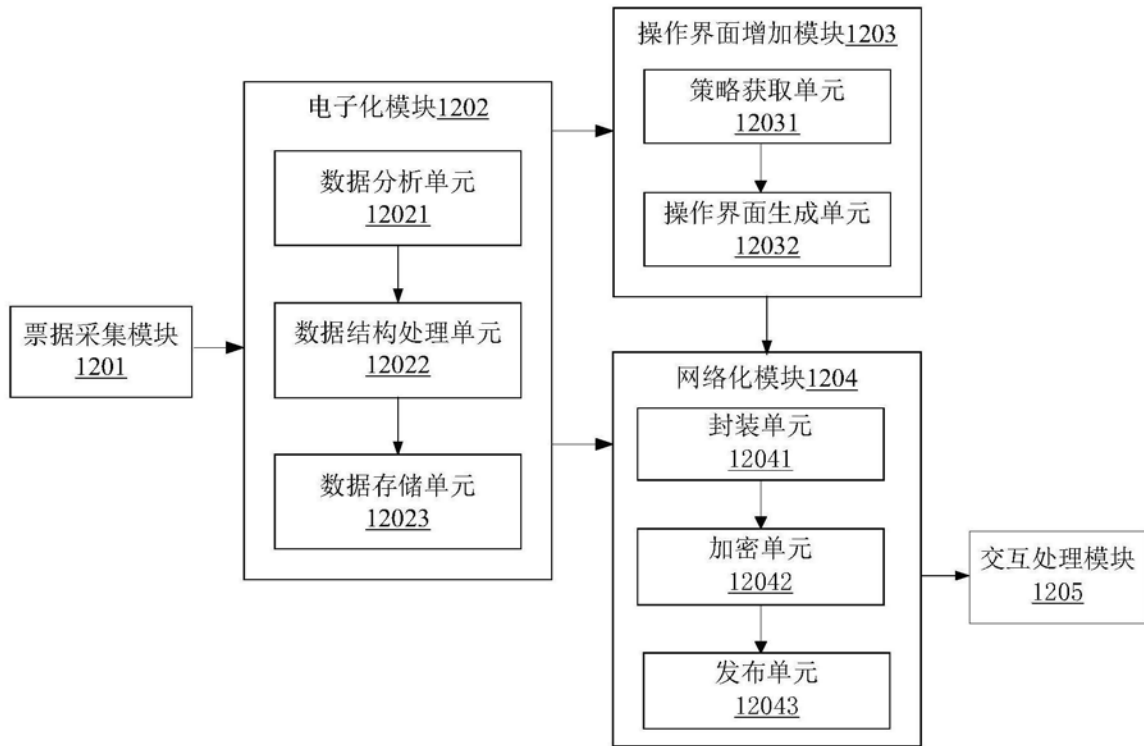 票据采集模块
1201
电子化模块1202
数据分析单元
12021
数据结构处理单元
12022
数据存储单元
12023
操作界面增加模块1203
策略获取单元
12031
操作界面生成单元
12032
网络化模块1204
封装单元
12041
加密单元
12042
发布单元
12043
交互处理模块
1205